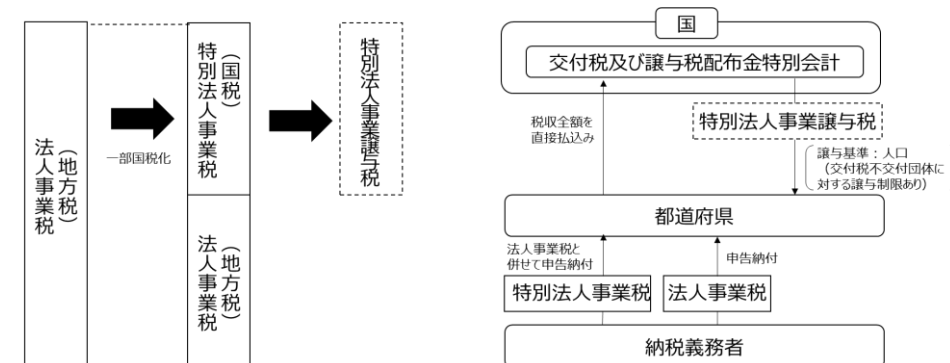 法人事業税
（地方税）
一部国税化
特別法人事業税
（国税）
法人事業税
（地方税）
特別法人事業譲与税
国
交付税及び譲与税配布金特別会計
税収全額を
直接払込み
特別法人事業譲与税
譲与基準：人口
（交付税不交付団体に
対する譲与制限あり）
都道府県
法人事業税と
併せて申告納付
申告納付
特別法人事業税
法人事業税
納税義務者